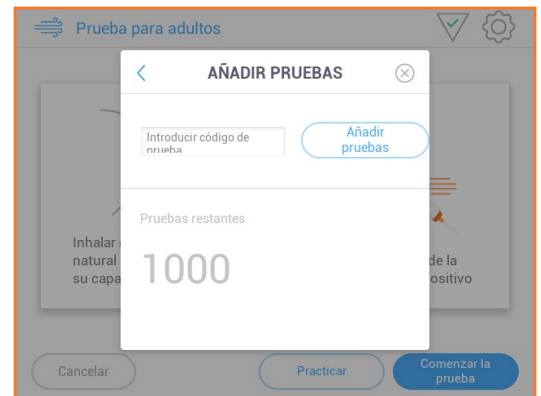 Prueba para adultos
AÑADIR PRUEBAS
Introducir código de
prueba
Añadir
pruebas
Pruebas restantes
1000
Inhalar
natural
su capa
de la
ositivo
Cancelar
Practicar
Comenzar la
prueba